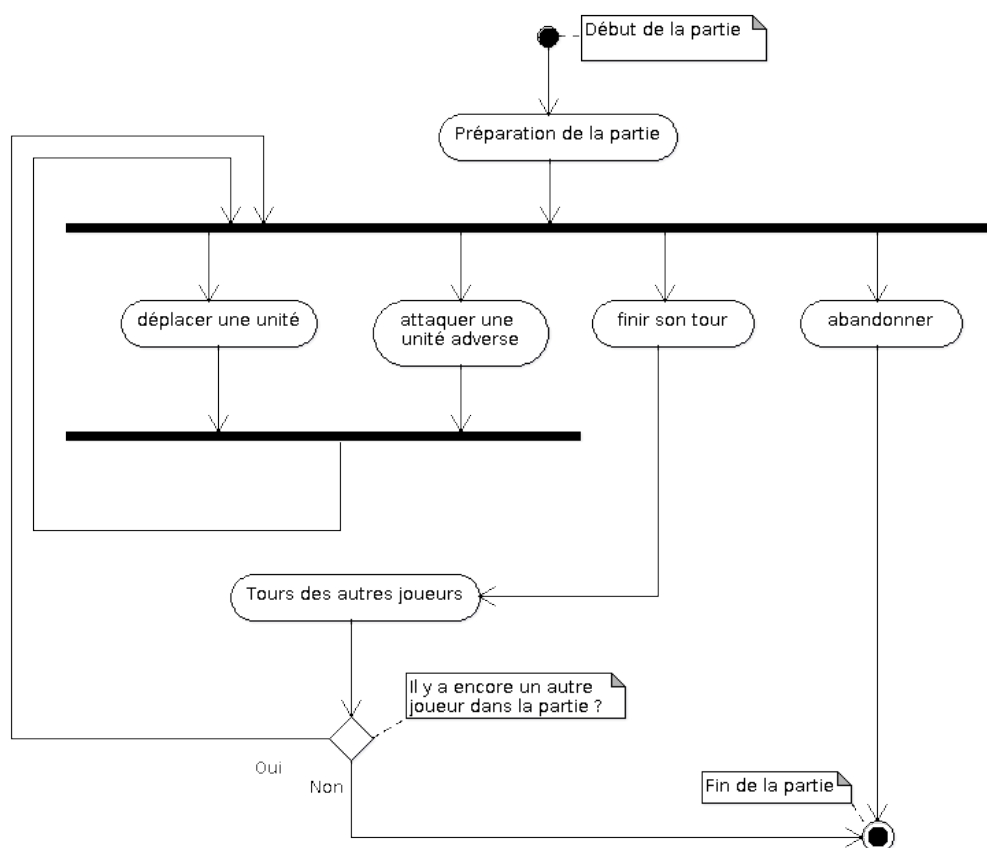 Début de la partie
Préparation de la partie
déplacer une unité
attaquer une
unité adverse
finir son tour
abandonner
Tours des autres joueurs
Il y a encore un autre
joueur dans la partie ?
Oui
Non
Fin de la partie